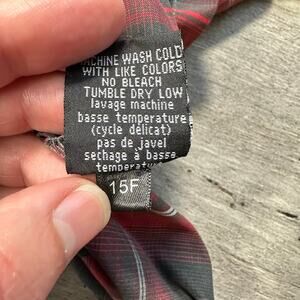 MACHINE WASH COLD
WITH LIKE COLORS
NO BLEACH
TUMBLE DRY LOW
lavage machine
basse temperature
(cycle délicat)
pas de javel
sechage à basse
temperature
15F